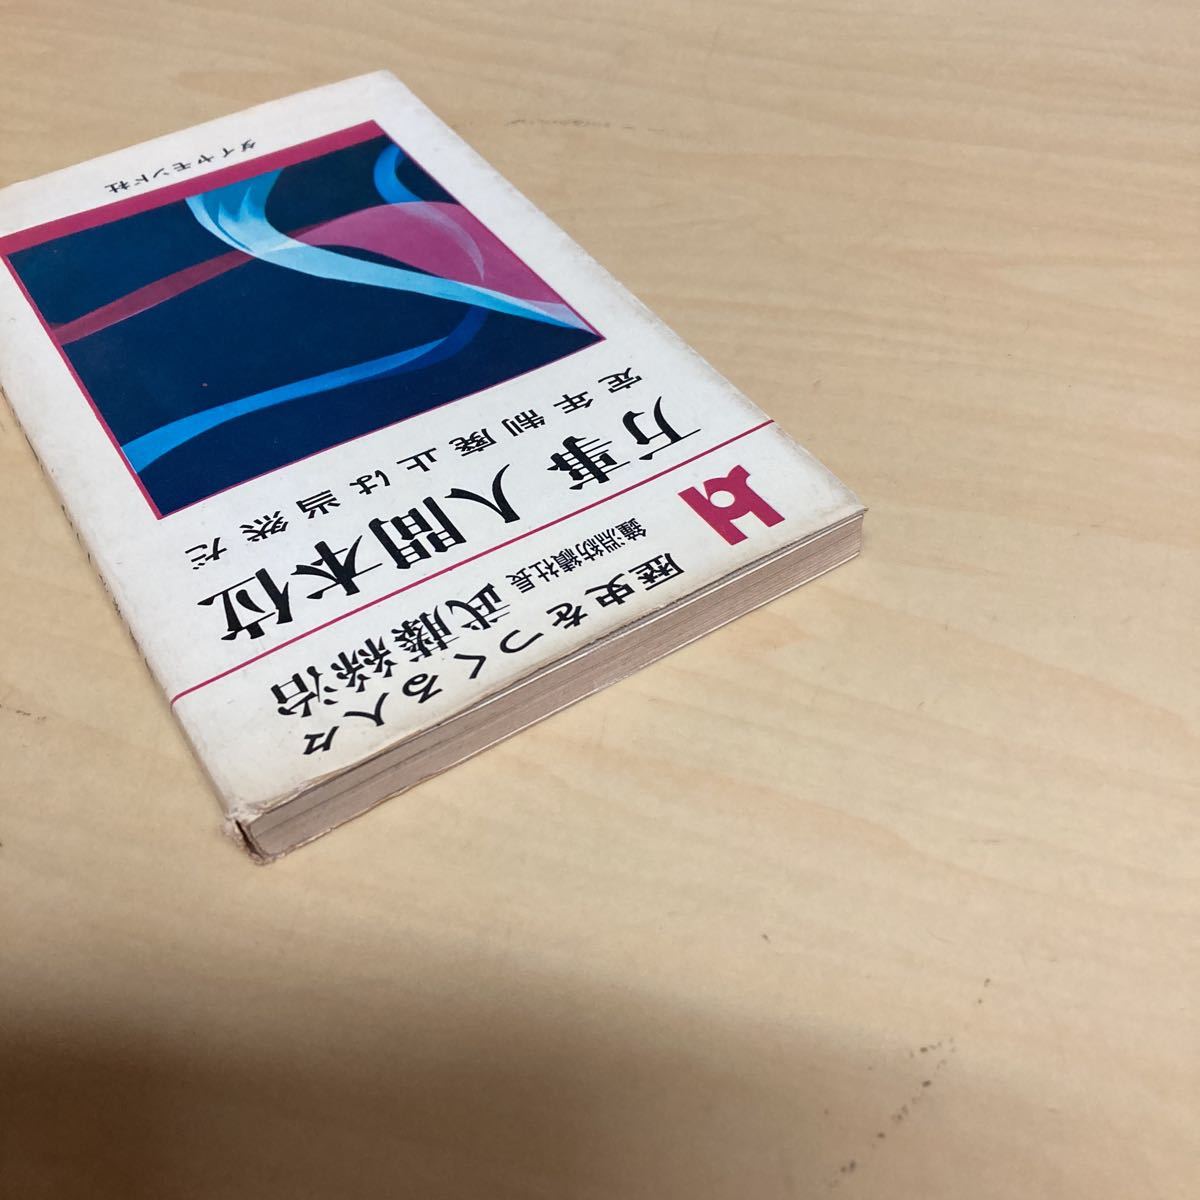 歴史をつくる人々
鐘淵紡績社長 武藤絲治
万事 人間本位
定年制廃止は当然だ
ダイヤモンド社